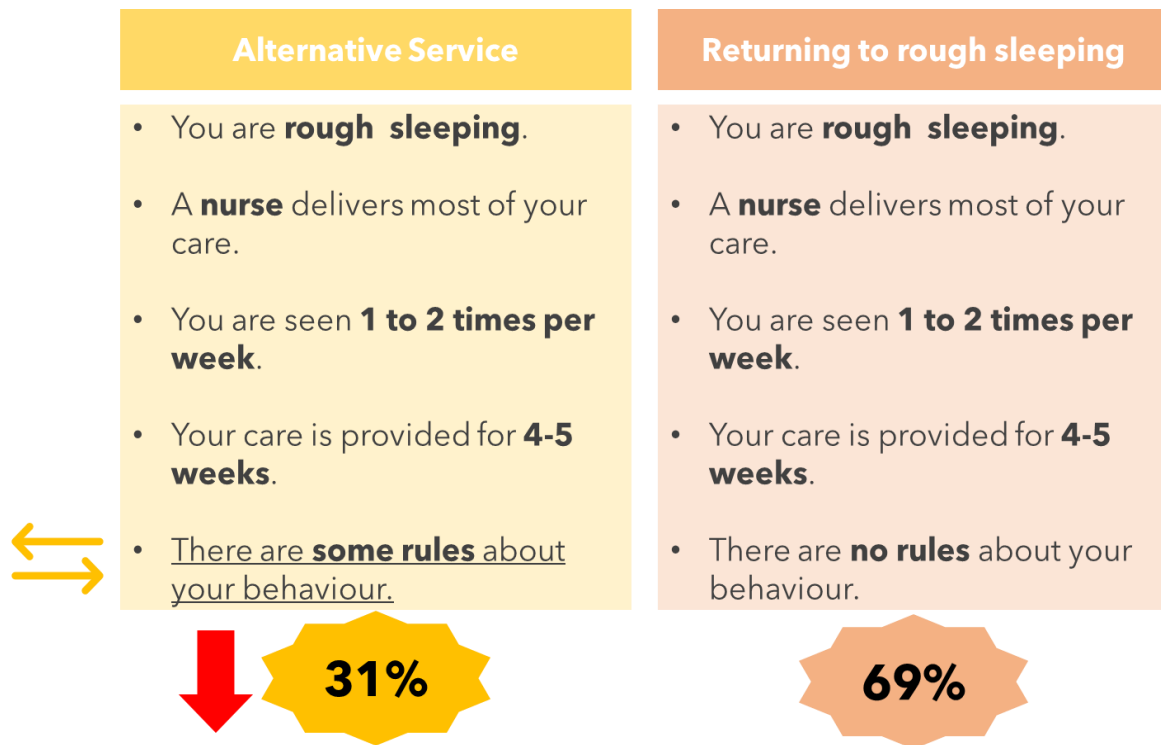 Alternative Service
• You are rough sleeping.
• A nurse delivers most of your
care.
• You are seen 1 to 2 times per
week.
• Your care is provided for 4-5
weeks.
• There are some rules about
your behaviour.
31%
Returning to rough sleeping
• You are rough sleeping.
• A nurse delivers most of your
care.
• You are seen 1 to 2 times per
week.
• Your care is provided for 4-5
weeks.
• There are no rules about your
behaviour.
69%